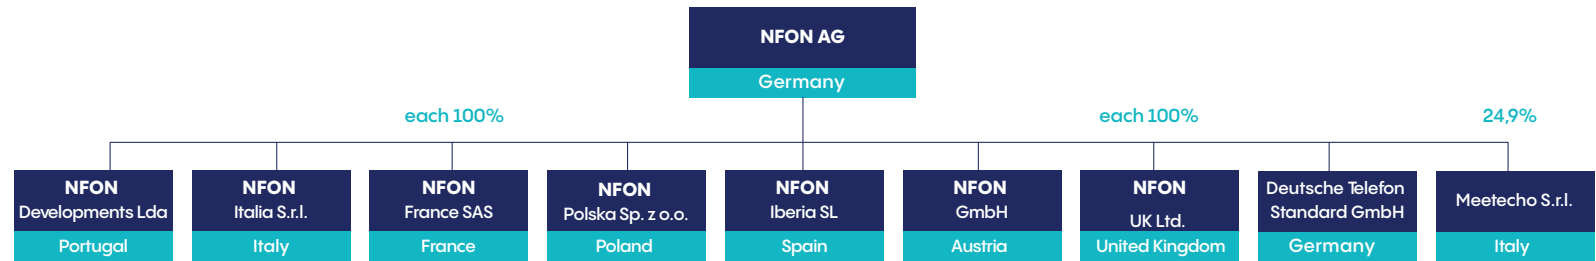 NFON AG
Germany
each 100%
each 100%
24,9%
NFON
Developments Lda
Portugal
NFON
Italia S.r.l.
Italy
NFON
France SAS
France
NFON
Polska Sp. z o.o.
Poland
NFON
Iberia SL
Spain
NFON
GmbH
Austria
NFON
UK Ltd.
United Kingdom
Deutsche Telefon
Standard GmbH
Germany
Meetecho S.r.l.
Italy